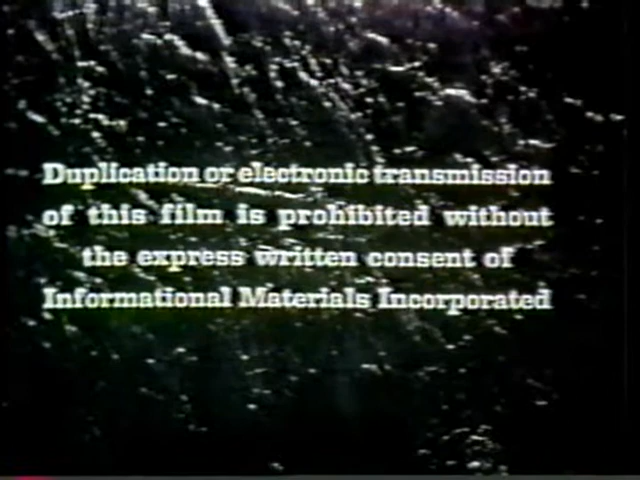 Duplication or electronic transmission
of this film is prohibited without
the express written consent of
Informational Materials Incorporated